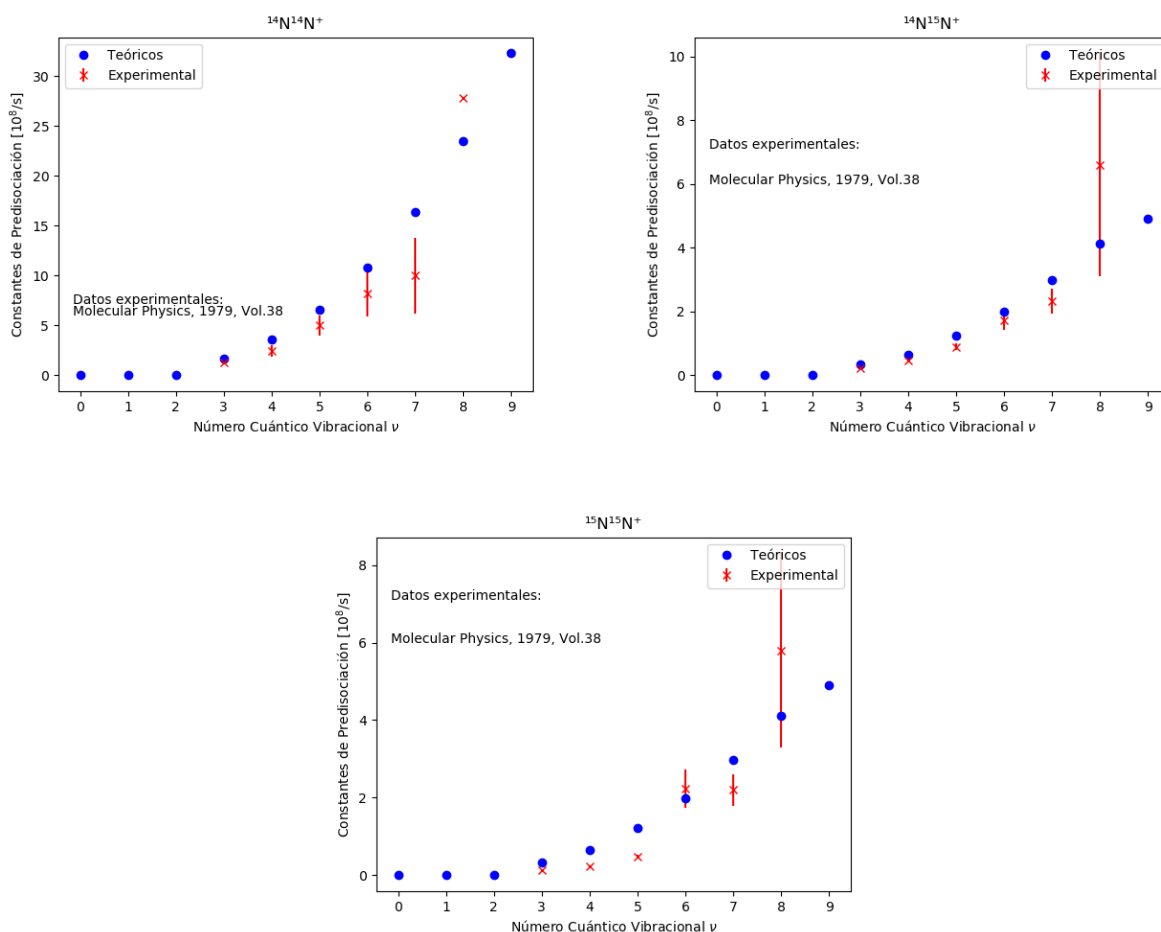 ¹⁴N¹⁴N⁺
Teóricos
Experimental
Constantes de Predisociación [10⁸/s]
30
25
20
15
10
5
0
Datos experimentales:
Molecular Physics, 1979, Vol.38
0 1 2 3 4 5 6 7 8 9
Número Cuántico Vibracional ν
¹⁴N¹⁵N⁺
Teóricos
Experimental
Constantes de Predisociación [10⁸/s]
10
8
6
4
2
0
Datos experimentales:
Molecular Physics, 1979, Vol.38
0 1 2 3 4 5 6 7 8 9
Número Cuántico Vibracional ν
¹⁵N¹⁵N⁺
Teóricos
Experimental
Constantes de Predisociación [10⁸/s]
8
6
4
2
0
Datos experimentales:
Molecular Physics, 1979, Vol.38
0 1 2 3 4 5 6 7 8 9
Número Cuántico Vibracional ν